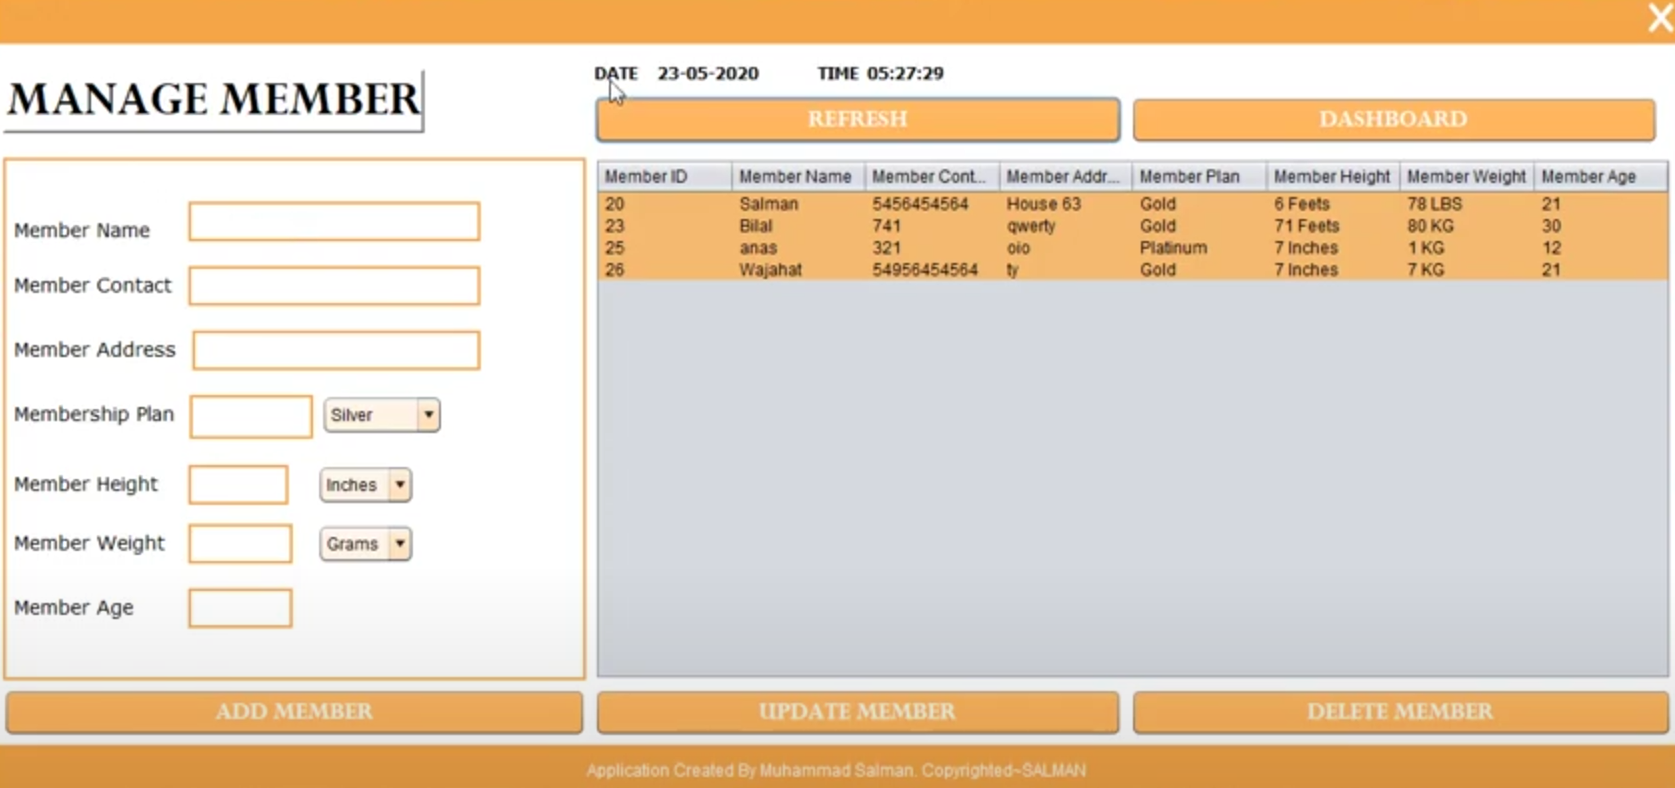 MANAGE MEMBER
DATE 23-05-2020 TIME 05:27:29
REFRESH DASHBOARD
Member Name
Member Contact
Member Address
Membership Plan Silver
Member Height Inches
Member Weight Grams
Member Age
Member ID Member Name Member Cont... Member Addr... Member Plan Member Height Member Weight Member Age
20 Salman 5456454564 House 63 Gold 6 Feets 78 LBS 21
23 Bilal 741 qwerty Gold 71 Feets 80 KG 30
25 anas 321 oio Platinum 7 Inches 1 KG 12
26 Wajahat 54956454564 ty Gold 7 Inches 7 KG 21
ADD MEMBER UPDATE MEMBER DELETE MEMBER
Application Created By Muhammad Salman. Copyrighted~SALMAN